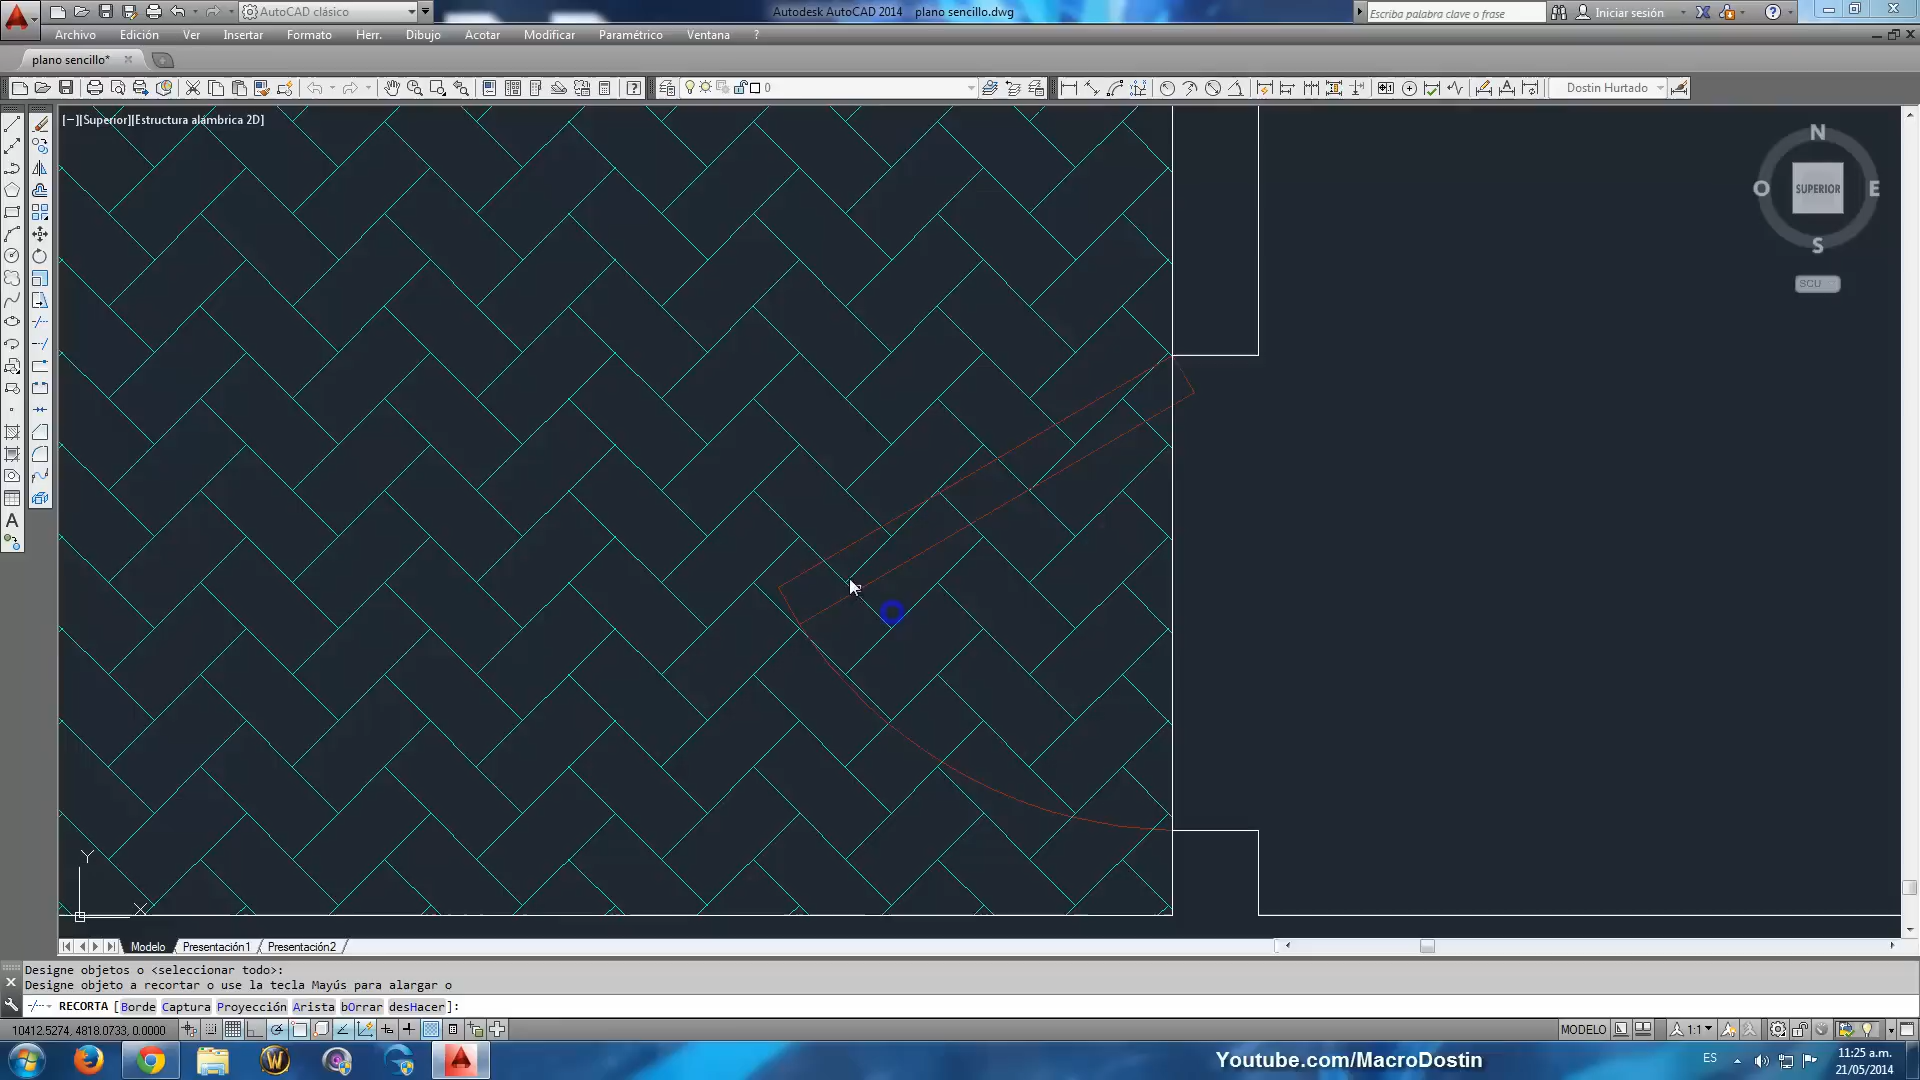 AutoCAD clásico
Autodesk AutoCAD 2014 plano sencillo.dwg
Escriba palabra clave o frase
Iniciar sesión
Archivo Edición Ver Insertar Formato Herr. Dibujo Acotar Modificar Paramétrico Ventana ?
plano sencillo*
0
Dostin Hurtado
[−][Superior][Estructura alámbrica 2D]
N
O SUPERIOR E
S
SCU
Y
X
Modelo Presentación1 Presentación2
Designe objetos o <seleccionar todo>:
Designe objeto a recortar o use la tecla Mayús para alargar o
RECORTA [Borde Captura Proyección Arista bOrrar desHacer]:
10412.5274, 4818.0733, 0.0000
MODELO
1:1
Youtube.com/MacroDostin
ES
11:25 a.m.
21/05/2014